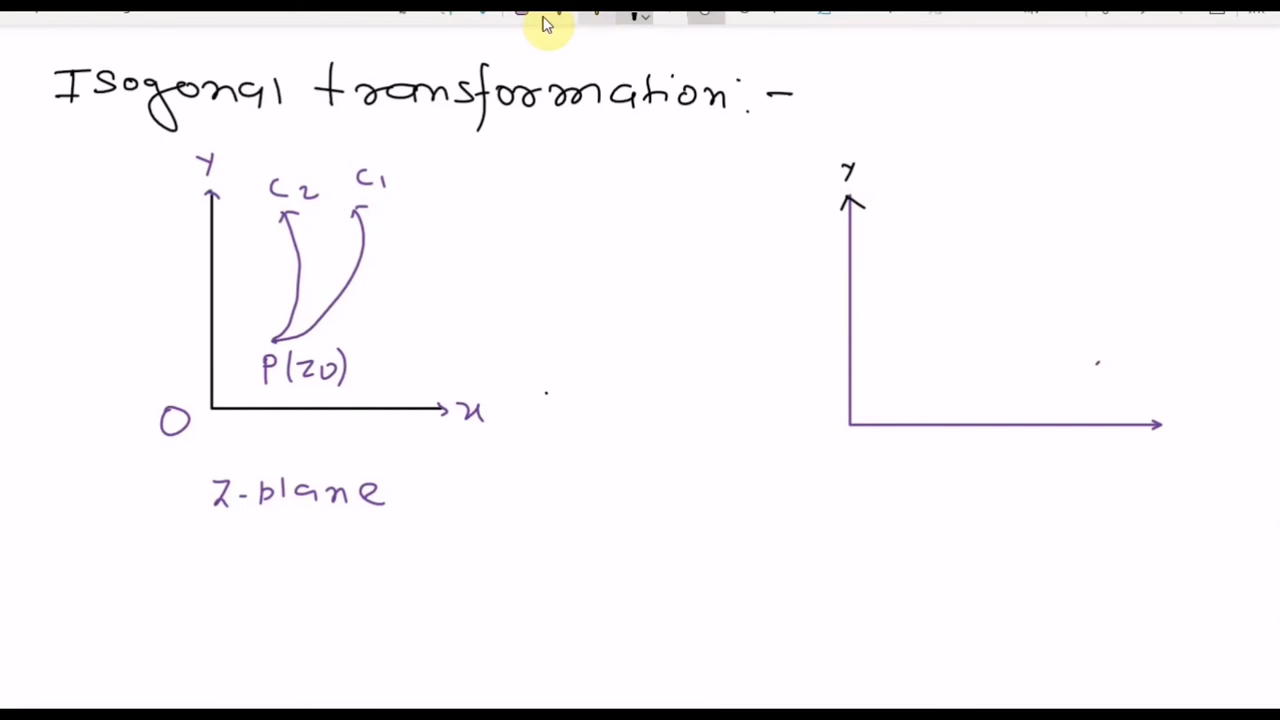 Isogonal transformation:-
Y
C2
C1
Y
P(Z0)
O
x
Z-plane